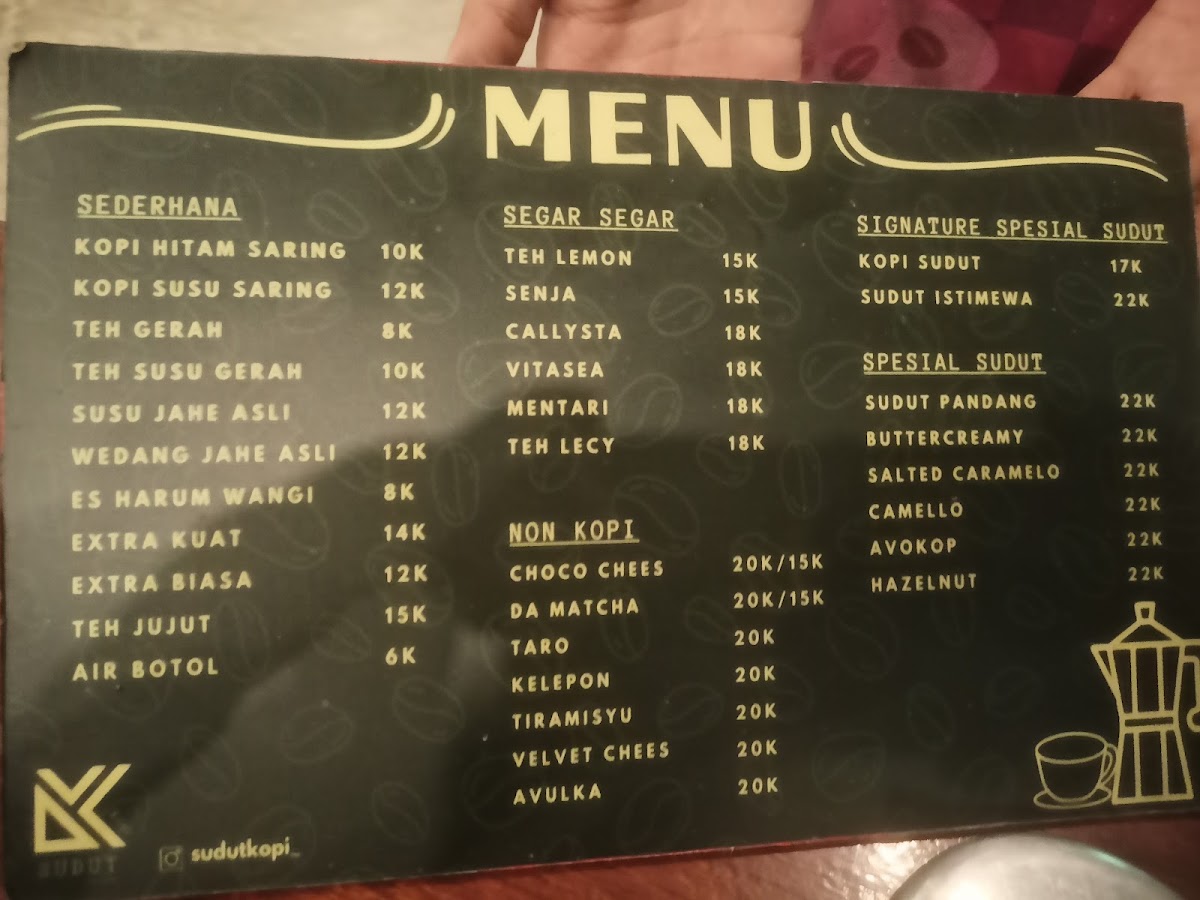 MENU
SEDERHANA
KOPI HITAM SARING 10K
KOPI SUSU SARING 12K
TEH GERAH 8K
TEH SUSU GERAH 10K
SUSU JAHE ASLI 12K
WEDANG JAHE ASLI 12K
ES HARUM WANGI 8K
EXTRA KUAT 14K
EXTRA BIASA 12K
TEH JUJUT 15K
AIR BOTOL 6K
SEGAR SEGAR
TEH LEMON 15K
SENJA 15K
CALLYSTA 18K
VITASEA 18K
MENTARI 18K
TEH LECY 18K
NON KOPI
CHOCO CHEES 20K/15K
DA MATCHA 20K/15K
TARO 20K
KELEPON 20K
TIRAMISYU 20K
VELVET CHEES 20K
AVULKA 20K
SIGNATURE SPESIAL SUDUT
KOPI SUDUT 17K
SUDUT ISTIMEWA 22K
SPESIAL SUDUT
SUDUT PANDANG 22K
BUTTERCREAMY 22K
SALTED CARAMELO 22K
CAMELLO 22K
AVOKOP 22K
HAZELNUT 22K
SUDUT
sudutkopi_